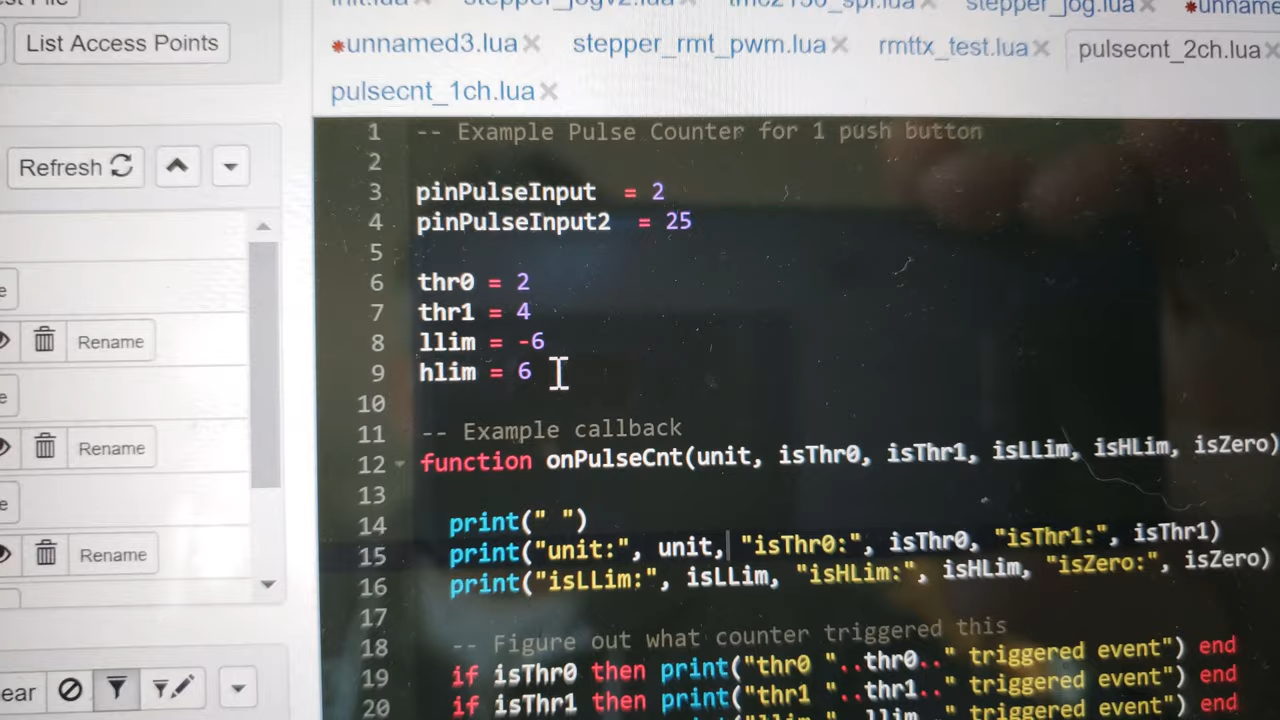 init.lua
stepper_jogv2.lua
tmc2130_spi.lua
stepper_jog.lua
List Access Points
*unnamed3.lua
stepper_rmt_pwm.lua
rmttx_test.lua
pulsecnt_2ch.lua
pulsecnt_1ch.lua
Refresh
Rename
Rename
Rename
ear
1 -- Example Pulse Counter for 1 push button
2
3 pinPulseInput = 2
4 pinPulseInput2 = 25
5
6 thr0 = 2
7 thr1 = 4
8 llim = -6
9 hlim = 6
10
11 -- Example callback
12 function onPulseCnt(unit, isThr0, isThr1, isLLim, isHLim, isZero)
13
14 print(" ")
15 print("unit:", unit, "isThr0:", isThr0, "isThr1:", isThr1)
16 print("isLLim:", isLLim, "isHLim:", isHLim, "isZero:", isZero)
17
18 -- Figure out what counter triggered this
19 if isThr0 then print("thr0 "..thr0.." triggered event") end
20 if isThr1 then print("thr1 "..thr1.." triggered event") end